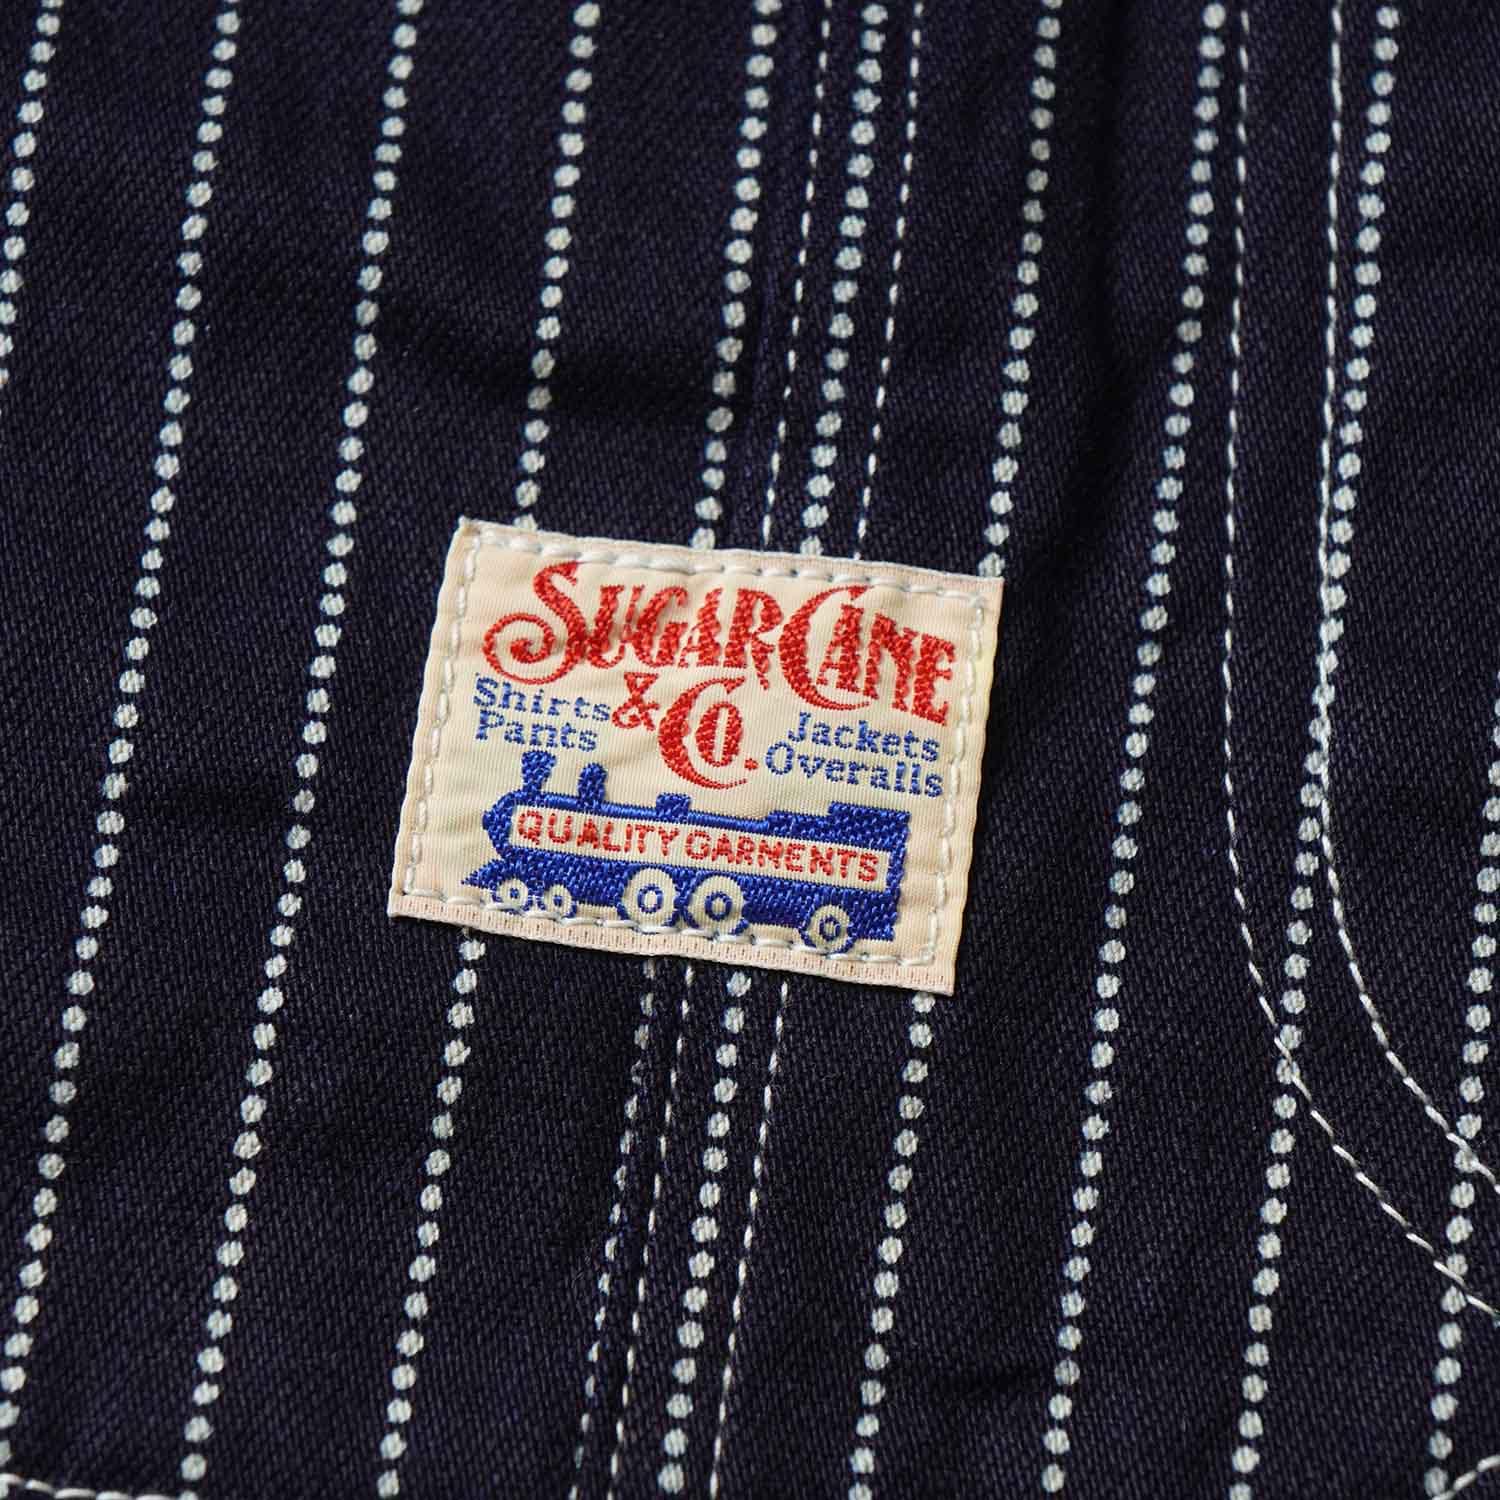 SUGAR CANE
& CO.
Shirts
Pants
Jackets
Overalls
QUALITY GARMENTS